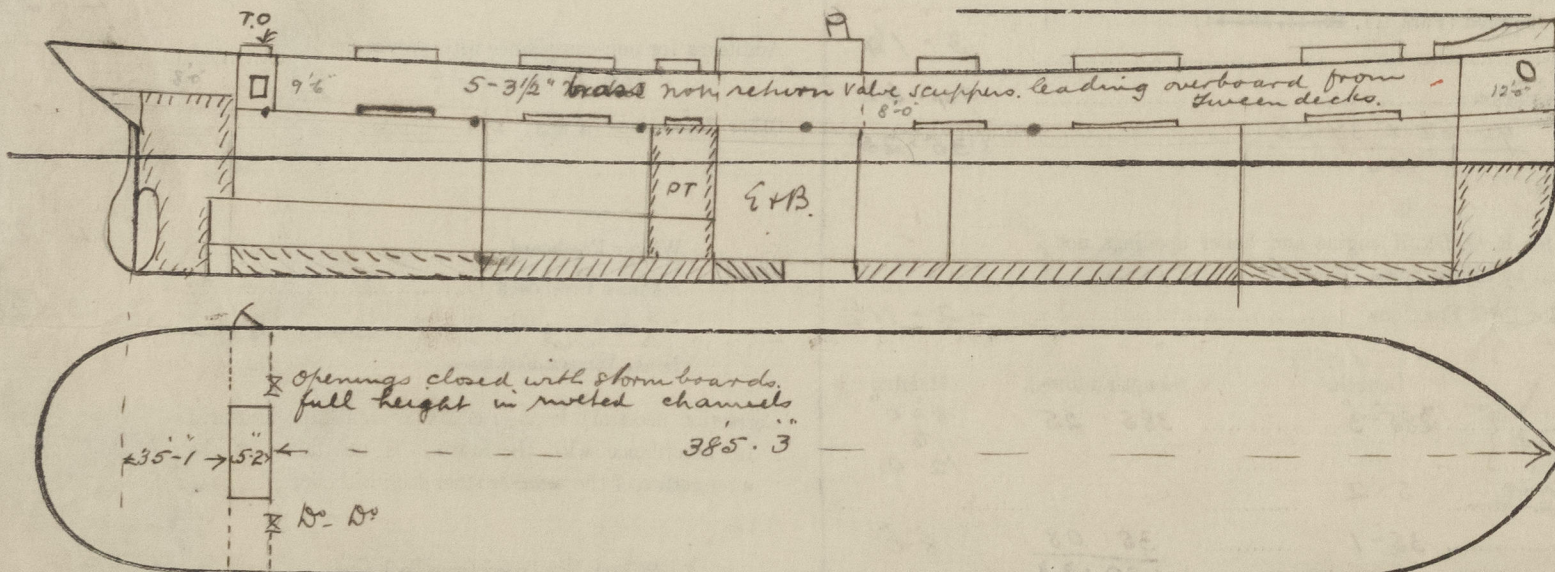 T.O
8'-0
9'6
5-3½" brass non return valve scuppers. leading overboard from
Tween decks.
8'-0
12'0"
PT
E+B.
openings closed with stormboards.
full height in riveted channels
35'-1"
5'2"
385'. 3"
Do- Do